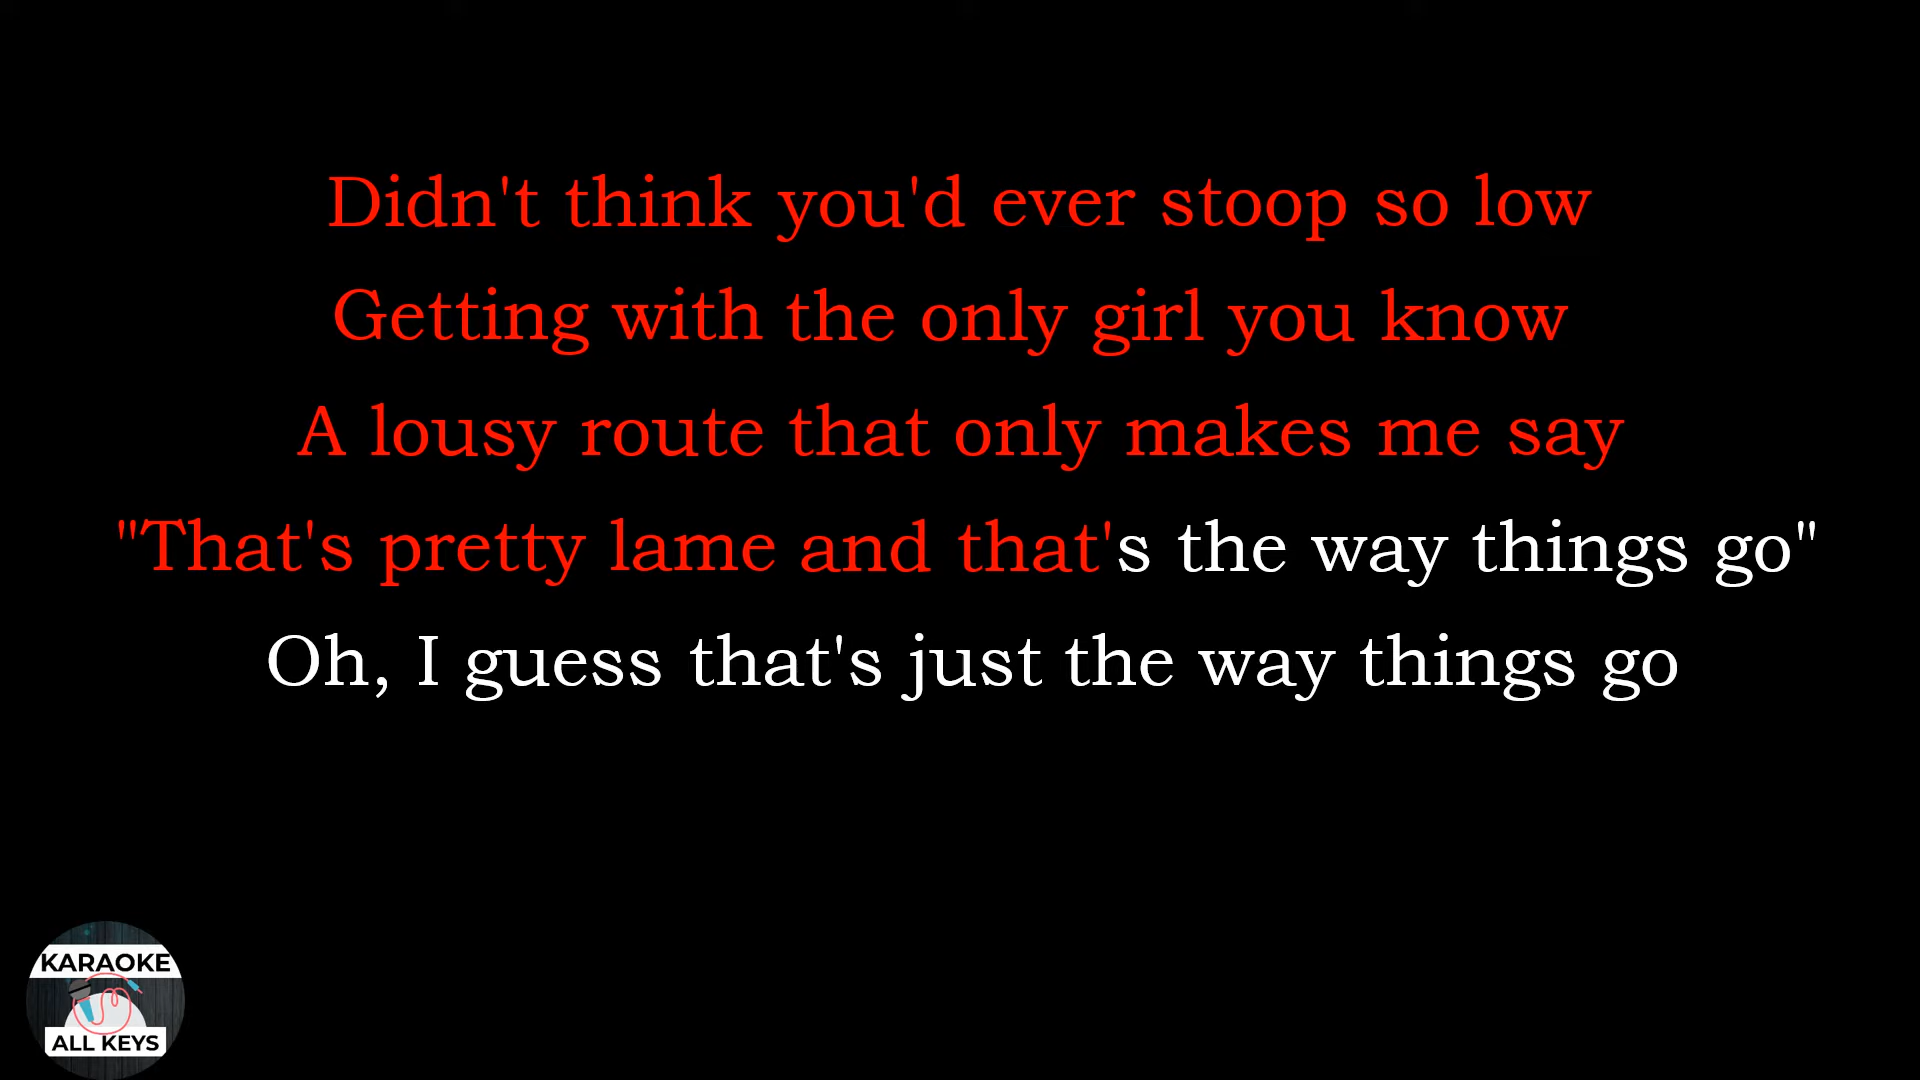 Didn't think you'd ever stoop so low
Getting with the only girl you know
A lousy route that only makes me say
"That's pretty lame and that's the way things go"
Oh, I guess that's just the way things go
KARAOKE
ALL KEYS